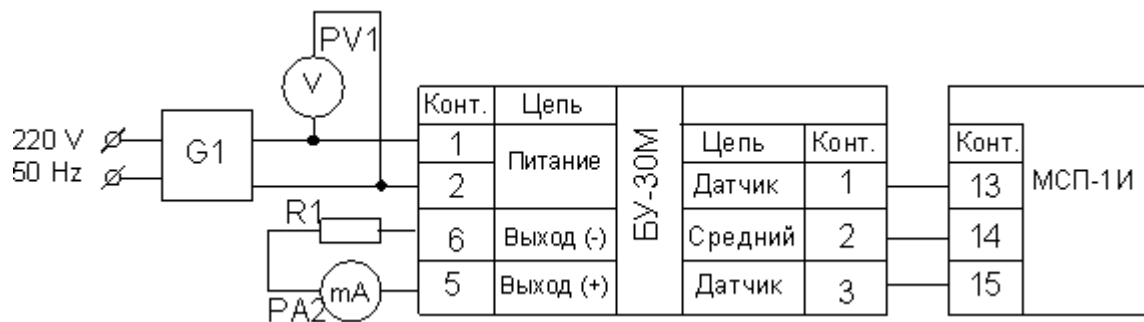 PV1
V
220 V
50 Hz
G1
R1
PA2
mA
Конт. Цепь
1 Питание
2
6 Выход (-)
5 Выход (+)
БУ-30М
Цепь Конт.
Датчик 1
Средний 2
Датчик 3
Конт.
13
14
15
МСП-1И